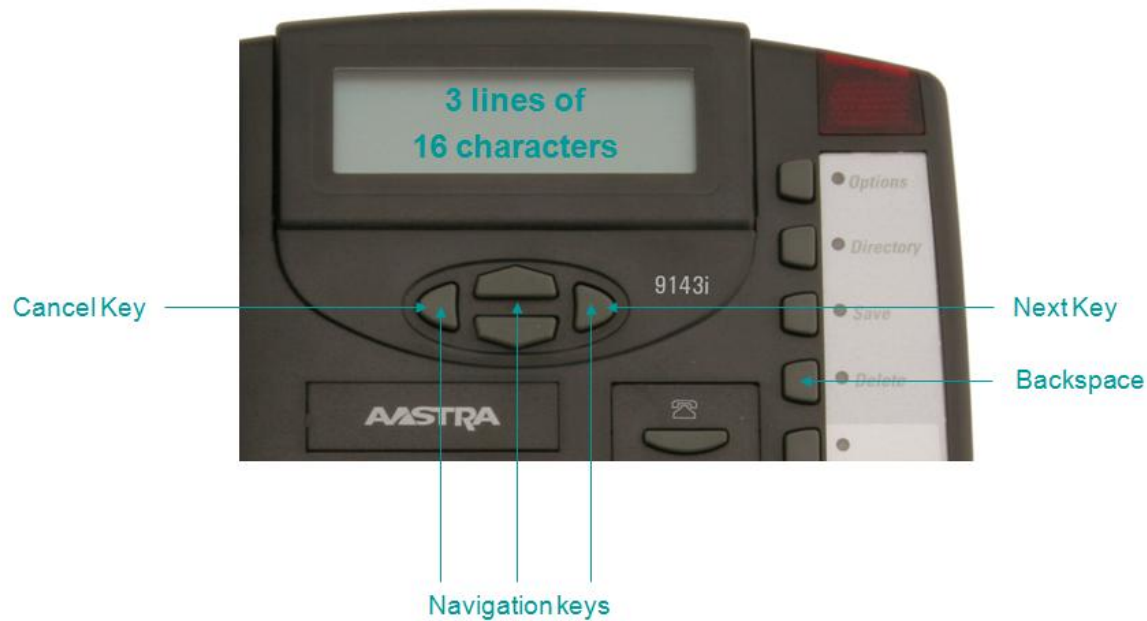 3 lines of
16 characters
Options
Directory
9143i
Cancel Key
Save
Next Key
Delete
Backspace
AASTRA
Navigation keys